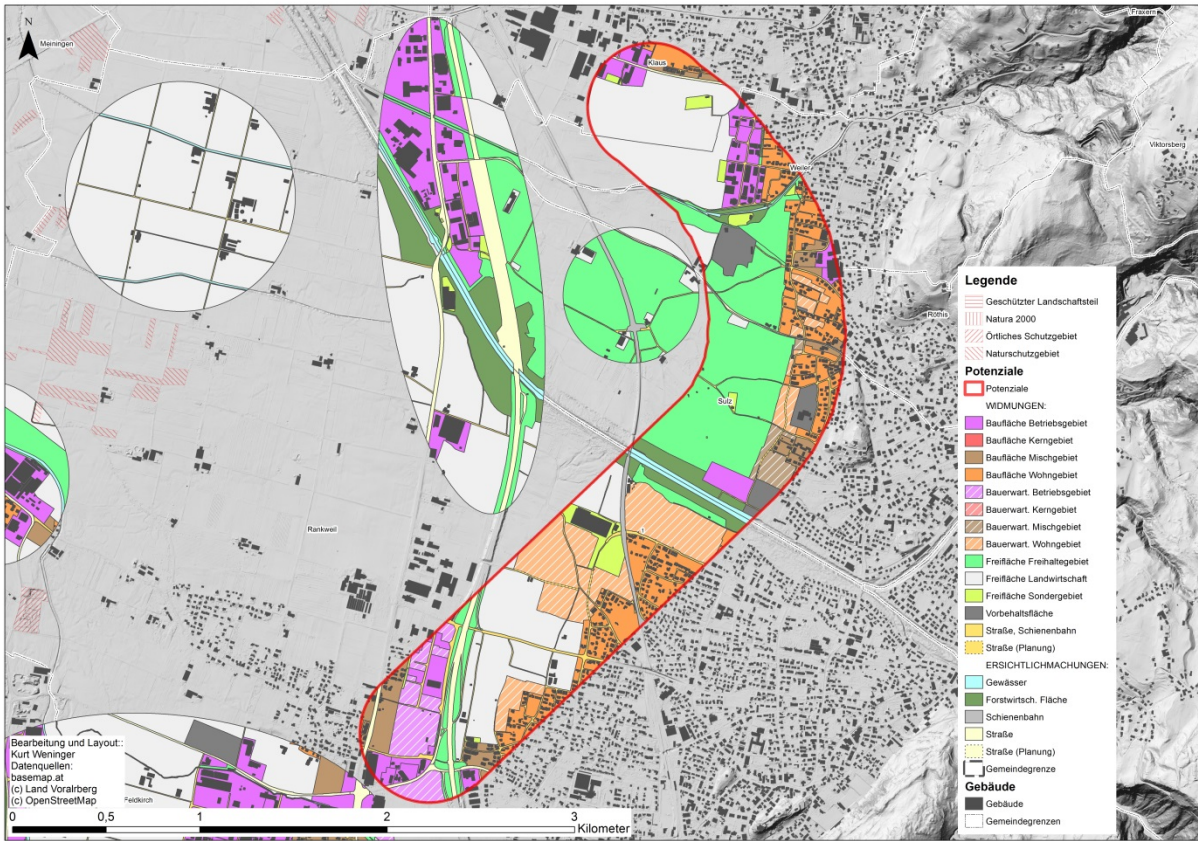 Fraxern
N
Meiningen
Klaus
Weiler
Viktorsberg
Röthis
Sulz
Rankweil
Feldkirch
Legende
Geschützter Landschaftsteil
Natura 2000
Örtliches Schutzgebiet
Naturschutzgebiet
Potenziale
Potenziale
WIDMUNGEN:
Baufläche Betriebsgebiet
Baufläche Kerngebiet
Baufläche Mischgebiet
Baufläche Wohngebiet
Bauerwart. Betriebsgebiet
Bauerwart. Kerngebiet
Bauerwart. Mischgebiet
Bauerwart. Wohngebiet
Freifläche Freihaltegebiet
Freifläche Landwirtschaft
Freifläche Sondergebiet
Vorbehaltsfläche
Straße, Schienenbahn
Straße (Planung)
ERSICHTLICHMACHUNGEN:
Gewässer
Forstwirtsch. Fläche
Schienenbahn
Straße
Straße (Planung)
Gemeindegrenze
Gebäude
Gebäude
Gemeindegrenzen
Bearbeitung und Layout::
Kurt Weninger
Datenquellen:
basemap.at
(c) Land Voralberg
(c) OpenStreetMap
0 0,5 1 2 3
Kilometer